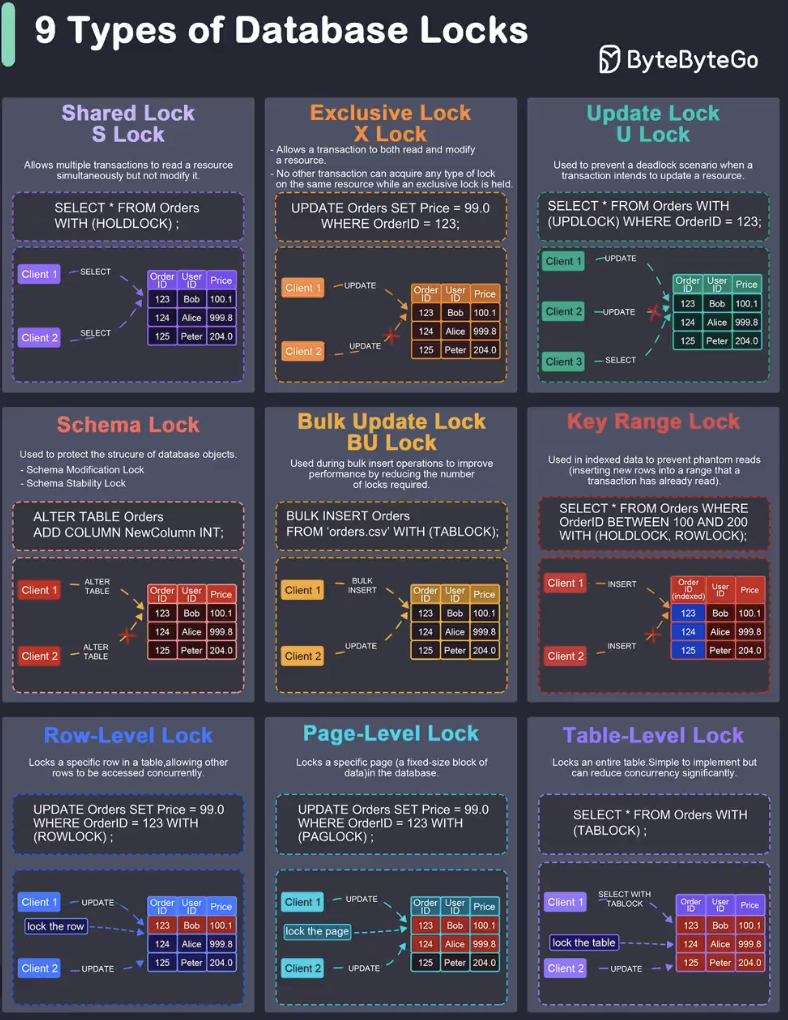 9 Types of Database Locks
ByteByteGo
Shared Lock
S Lock
Allows multiple transactions to read a resource
simultaneously but not modify it.
SELECT * FROM Orders
WITH (HOLDLOCK) ;
Client 1
SELECT
Client 2
SELECT
Order ID User ID Price
123 Bob 100.1
124 Alice 999.8
125 Peter 204.0
Exclusive Lock
X Lock
- Allows a transaction to both read and modify
a resource.
- No other transaction can acquire any type of lock
on the same resource while an exclusive lock is held.
UPDATE Orders SET Price = 99.0
WHERE OrderID = 123;
Client 1
UPDATE
Client 2
UPDATE
Order ID User ID Price
123 Bob 100.1
124 Alice 999.8
125 Peter 204.0
Update Lock
U Lock
Used to prevent a deadlock scenario when a
transaction intends to update a resource.
SELECT * FROM Orders WITH
(UPDLOCK) WHERE OrderID = 123;
Client 1
UPDATE
Client 2
UPDATE
Client 3
SELECT
Order ID User ID Price
123 Bob 100.1
124 Alice 999.8
125 Peter 204.0
Schema Lock
Used to protect the strucure of database objects.
- Schema Modification Lock
- Schema Stability Lock
ALTER TABLE Orders
ADD COLUMN NewColumn INT;
Client 1
ALTER
TABLE
Client 2
ALTER
TABLE
Order ID User ID Price
123 Bob 100.1
124 Alice 999.8
125 Peter 204.0
Bulk Update Lock
BU Lock
Used during bulk insert operations to improve
performance by reducing the number
of locks required.
BULK INSERT Orders
FROM 'orders.csv' WITH (TABLOCK);
Client 1
BULK
INSERT
Client 2
UPDATE
Order ID User ID Price
123 Bob 100.1
124 Alice 999.8
125 Peter 204.0
Key Range Lock
Used in indexed data to prevent phantom reads
(inserting new rows into a range that a
transaction has already read).
SELECT * FROM Orders WHERE
OrderID BETWEEN 100 AND 200
WITH (HOLDLOCK, ROWLOCK);
Client 1
INSERT
Client 2
INSERT
Order ID (indexed) User ID Price
123 Bob 100.1
124 Alice 999.8
125 Peter 204.0
Row-Level Lock
Locks a specific row in a table,allowing other
rows to be accessed concurrently.
UPDATE Orders SET Price = 99.0
WHERE OrderID = 123 WITH
(ROWLOCK) ;
Client 1
UPDATE
lock the row
Client 2
UPDATE
Order ID User ID Price
123 Bob 100.1
124 Alice 999.8
125 Peter 204.0
Page-Level Lock
Locks a specific page (a fixed-size block of
data)in the database.
UPDATE Orders SET Price = 99.0
WHERE OrderID = 123 WITH
(PAGLOCK) ;
Client 1
UPDATE
lock the page
Client 2
UPDATE
Order ID User ID Price
123 Bob 100.1
124 Alice 999.8
125 Peter 204.0
Table-Level Lock
Locks an entire table.Simple to implement but
can reduce concurrency significantly.
SELECT * FROM Orders WITH
(TABLOCK) ;
Client 1
SELECT WITH
TABLOCK
lock the table
Client 2
UPDATE
Order ID User ID Price
123 Bob 100.1
124 Alice 999.8
125 Peter 204.0